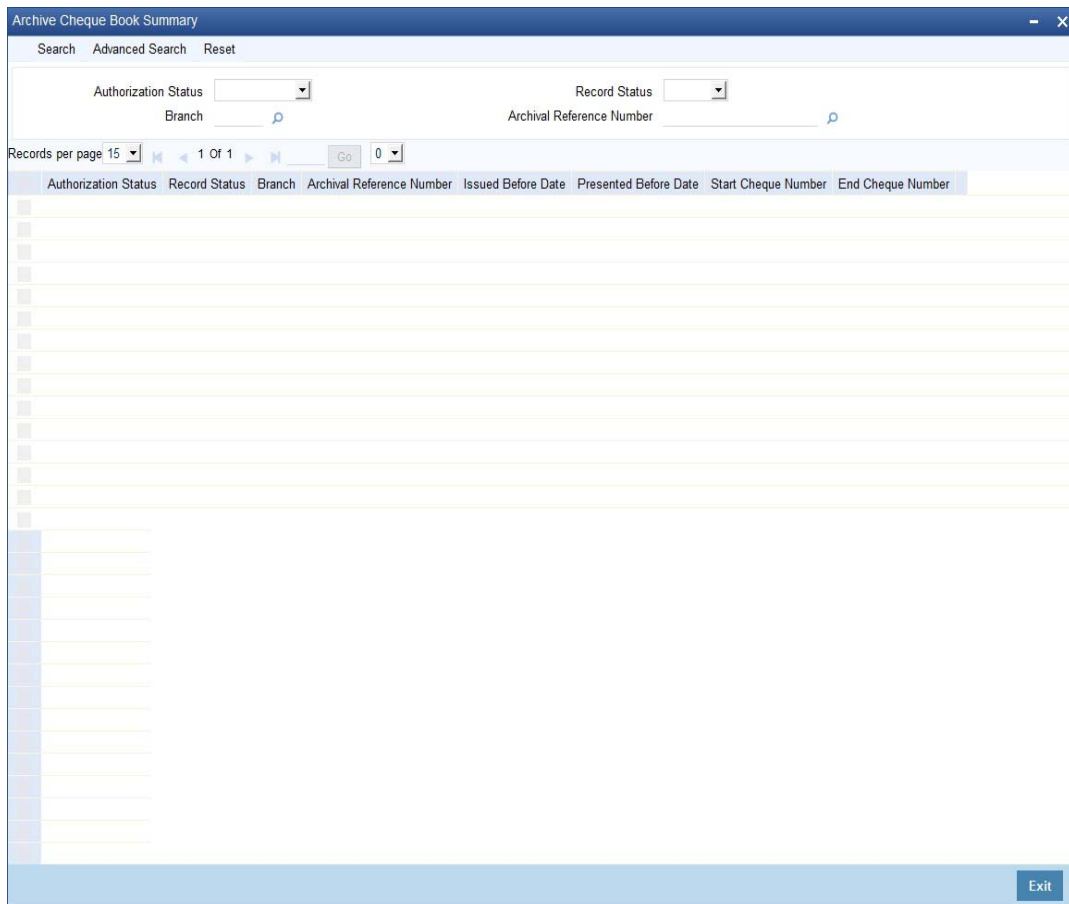 Archive Cheque Book Summary
Search Advanced Search Reset
Authorization Status Record Status
Branch Archival Reference Number
Records per page 15 1 Of 1 Go 0
Authorization Status Record Status Branch Archival Reference Number Issued Before Date Presented Before Date Start Cheque Number End Cheque Number
Exit